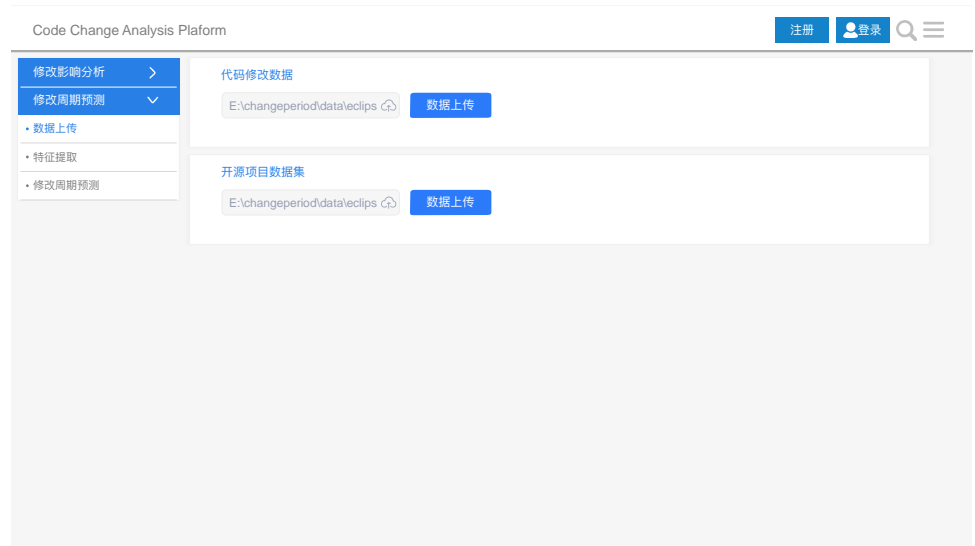 Code Change Analysis Plaform
注册
登录
修改影响分析
修改周期预测
• 数据上传
• 特征提取
• 修改周期预测
代码修改数据
E:\changeperiod\data\eclips
数据上传
开源项目数据集
E:\changeperiod\data\eclips
数据上传